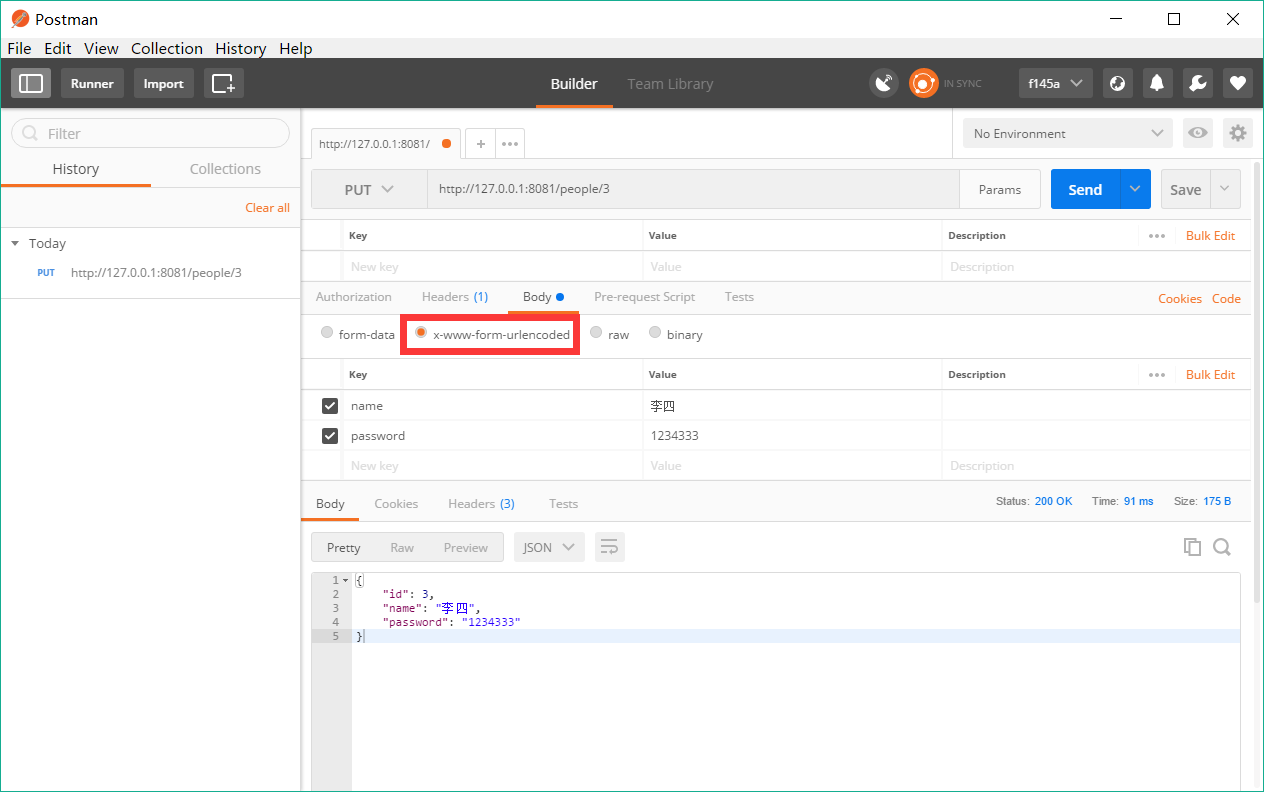 Postman
File Edit View Collection History Help
Runner Import Builder Team Library IN SYNC f145a
Filter
History Collections
Clear all
Today
PUT http://127.0.0.1:8081/people/3
http://127.0.0.1:8081/ + ••• No Environment
PUT http://127.0.0.1:8081/people/3 Params Send Save
Key Value Description ••• Bulk Edit
New key Value Description
Authorization Headers (1) Body Pre-request Script Tests Cookies Code
form-data x-www-form-urlencoded raw binary
Key Value Description ••• Bulk Edit
name 李四
password 1234333
New key Value Description
Body Cookies Headers (3) Tests Status: 200 OK Time: 91 ms Size: 175 B
Pretty Raw Preview JSON
1 {
2 "id": 3,
3 "name": "李四",
4 "password": "1234333"
5 }